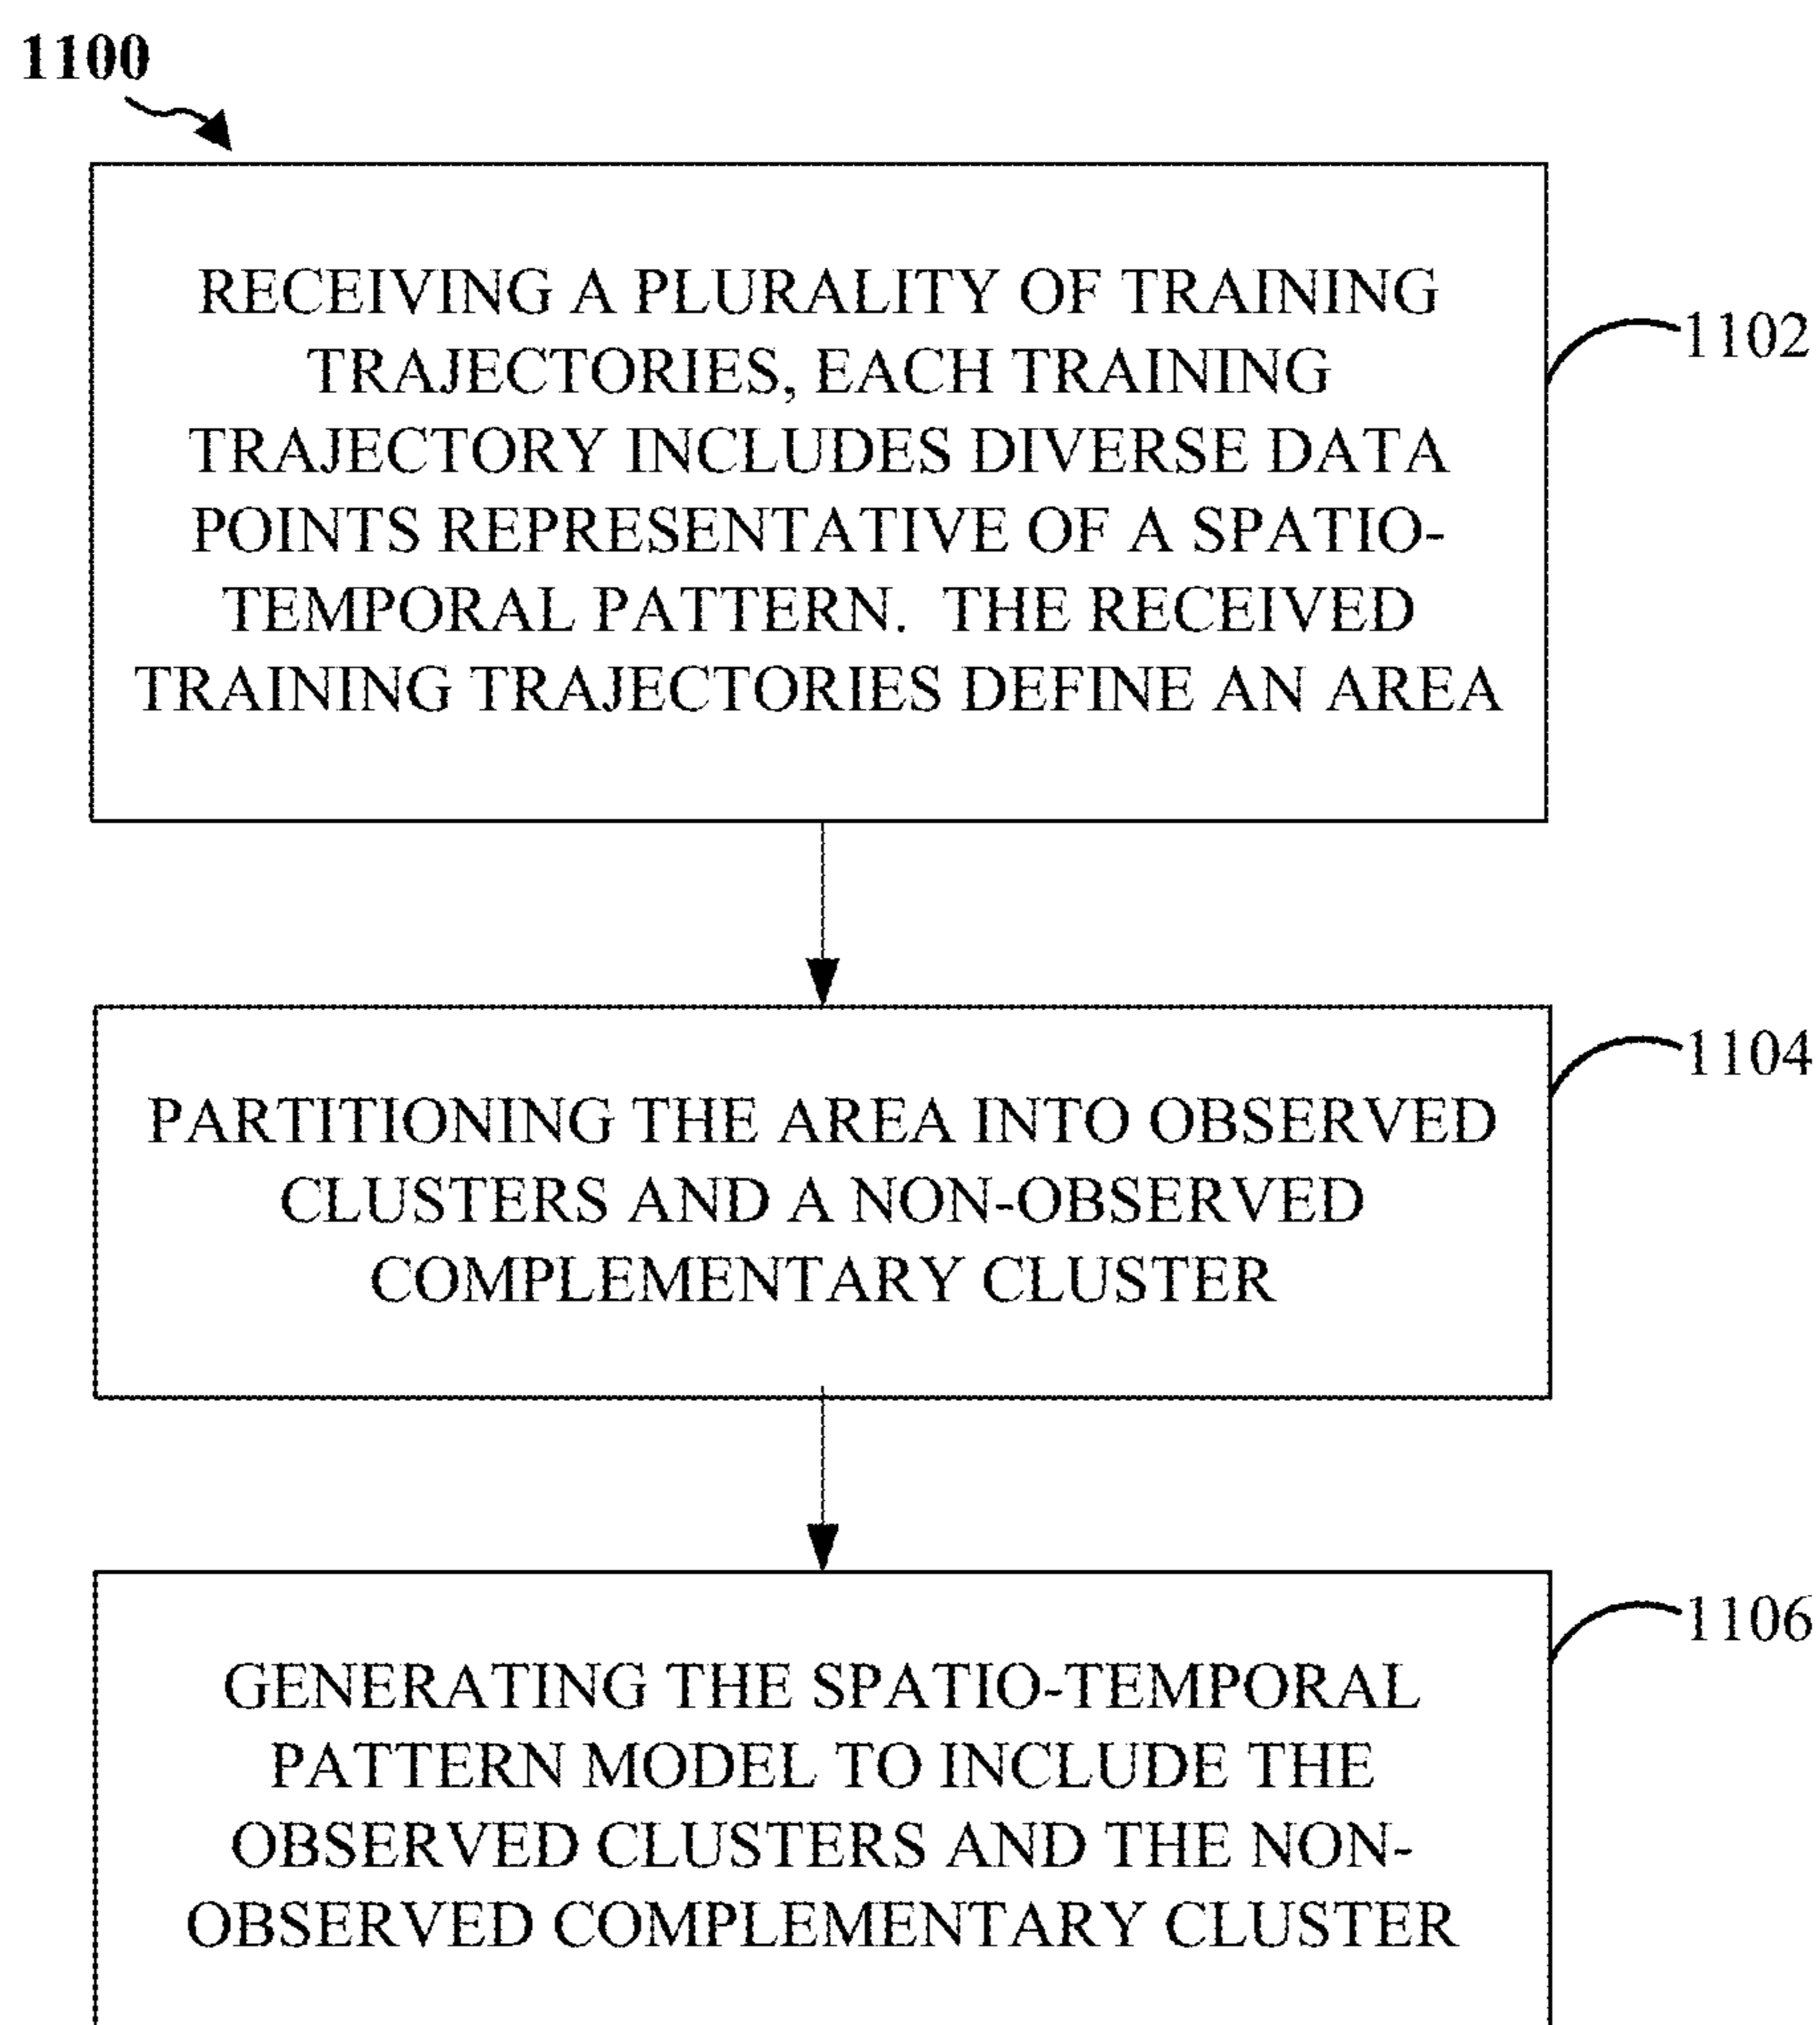 1100
RECEIVING A PLURALITY OF TRAINING
TRAJECTORIES, EACH TRAINING
TRAJECTORY INCLUDES DIVERSE DATA
POINTS REPRESENTATIVE OF A SPATIO-
TEMPORAL PATTERN.  THE RECEIVED
TRAINING TRAJECTORIES DEFINE AN AREA
1102
PARTITIONING THE AREA INTO OBSERVED
CLUSTERS AND A NON-OBSERVED
COMPLEMENTARY CLUSTER
1104
GENERATING THE SPATIO-TEMPORAL
PATTERN MODEL TO INCLUDE THE
OBSERVED CLUSTERS AND THE NON-
OBSERVED COMPLEMENTARY CLUSTER
1106